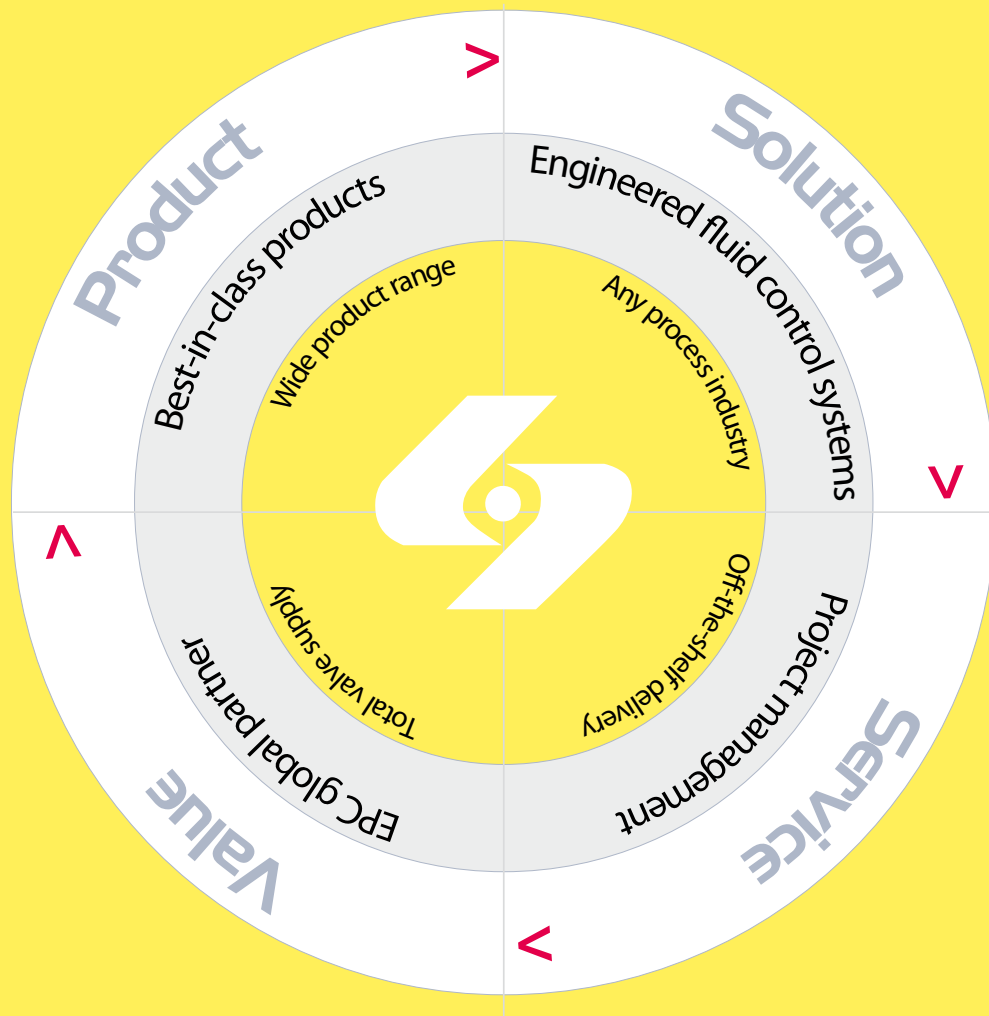 Product
Best-in-class products
Wide product range
Solution
Engineered fluid control systems
Any process industry
Service
Project management
Off-the-shelf delivery
Value
EPC global partner
Total valve supply